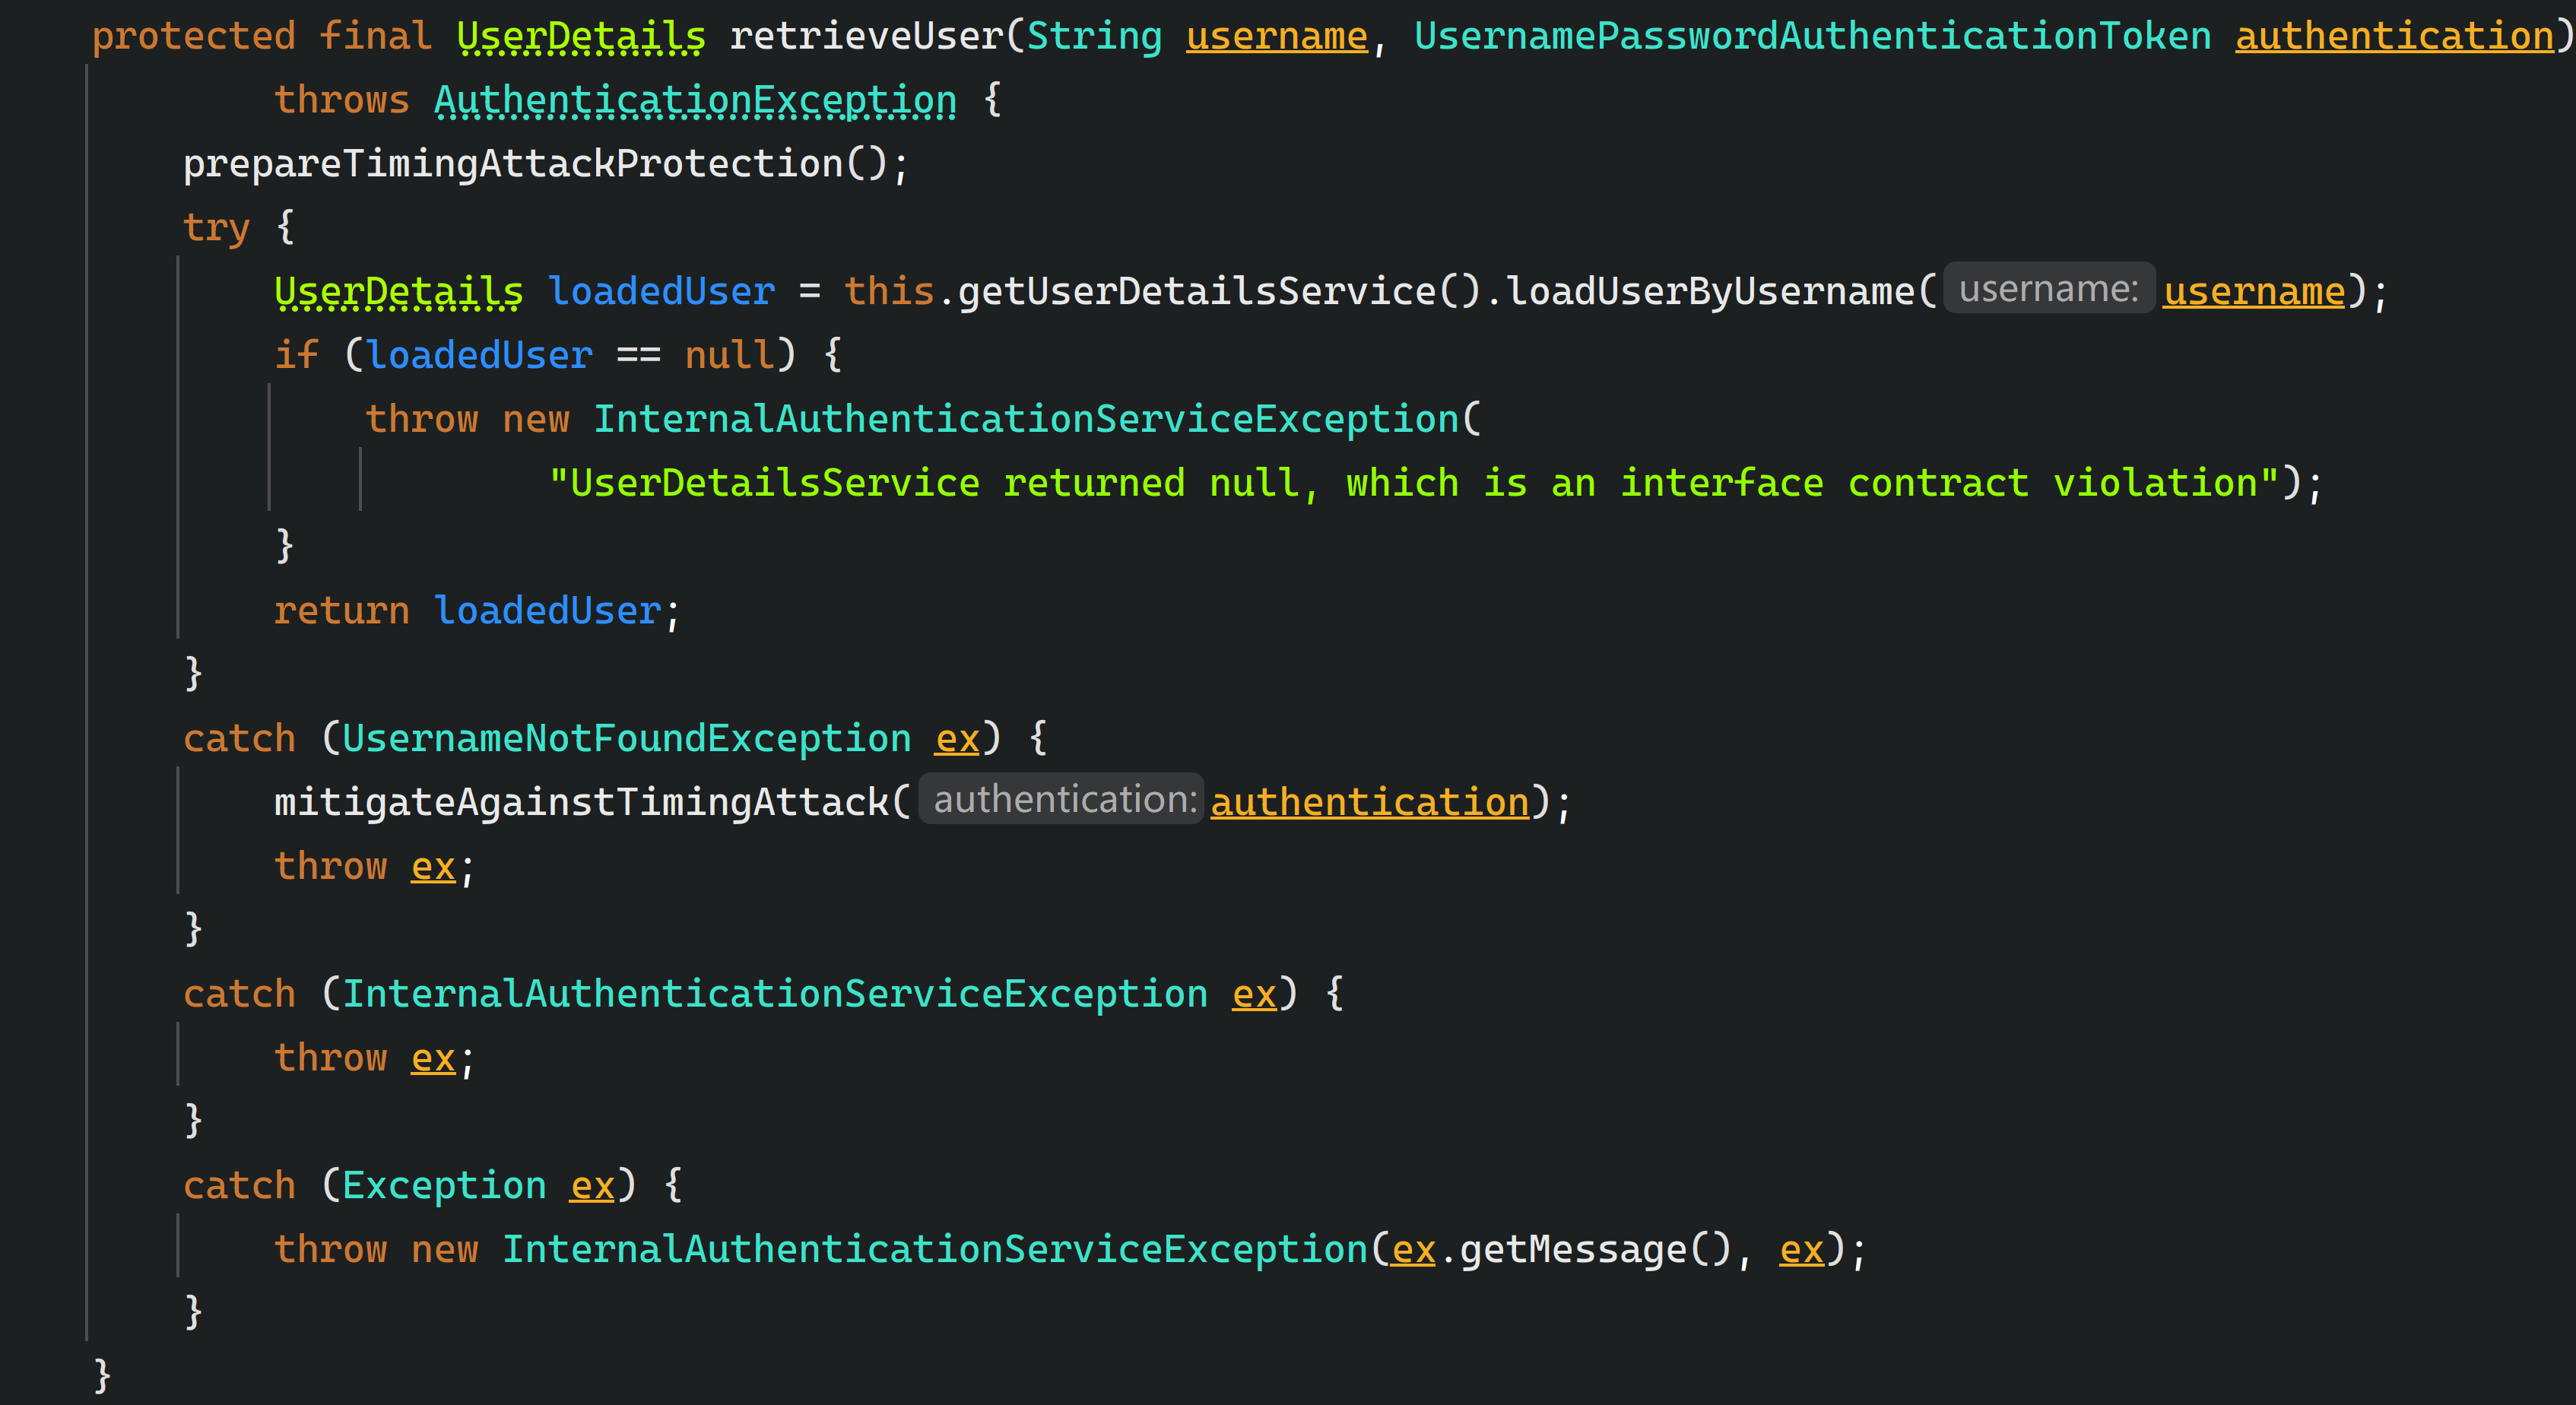 protected final UserDetails retrieveUser(String username, UsernamePasswordAuthenticationToken authentication)
throws AuthenticationException {
prepareTimingAttackProtection();
try {
UserDetails loadedUser = this.getUserDetailsService().loadUserByUsername( username: username);
if (loadedUser == null) {
throw new InternalAuthenticationServiceException(
"UserDetailsService returned null, which is an interface contract violation");
}
return loadedUser;
}
catch (UsernameNotFoundException ex) {
mitigateAgainstTimingAttack( authentication: authentication);
throw ex;
}
catch (InternalAuthenticationServiceException ex) {
throw ex;
}
catch (Exception ex) {
throw new InternalAuthenticationServiceException(ex.getMessage(), ex);
}
}